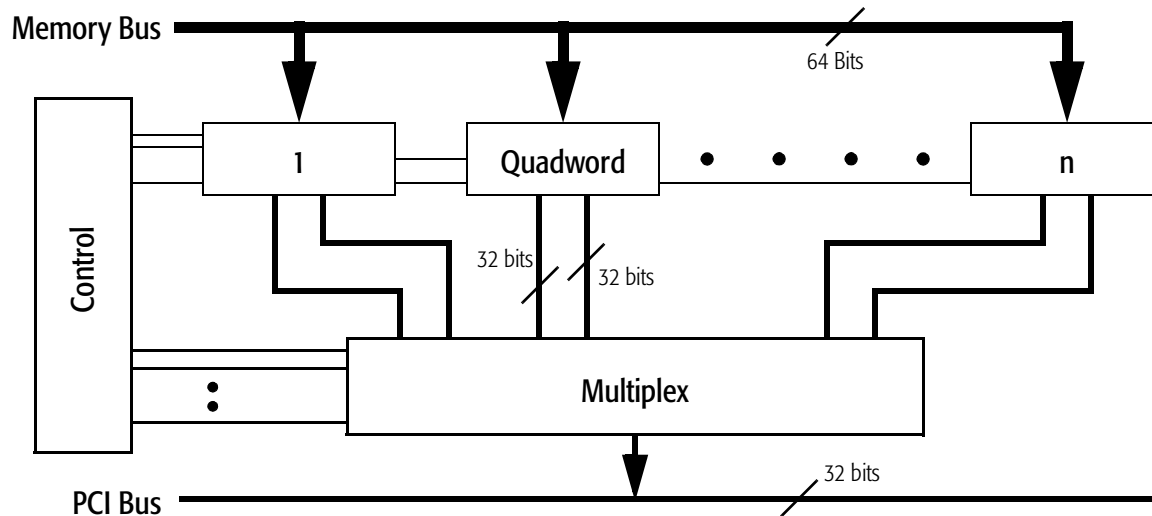 Memory Bus
64 Bits
1
Quadword
n
Control
32 bits
32 bits
Multiplex
32 bits
PCI Bus